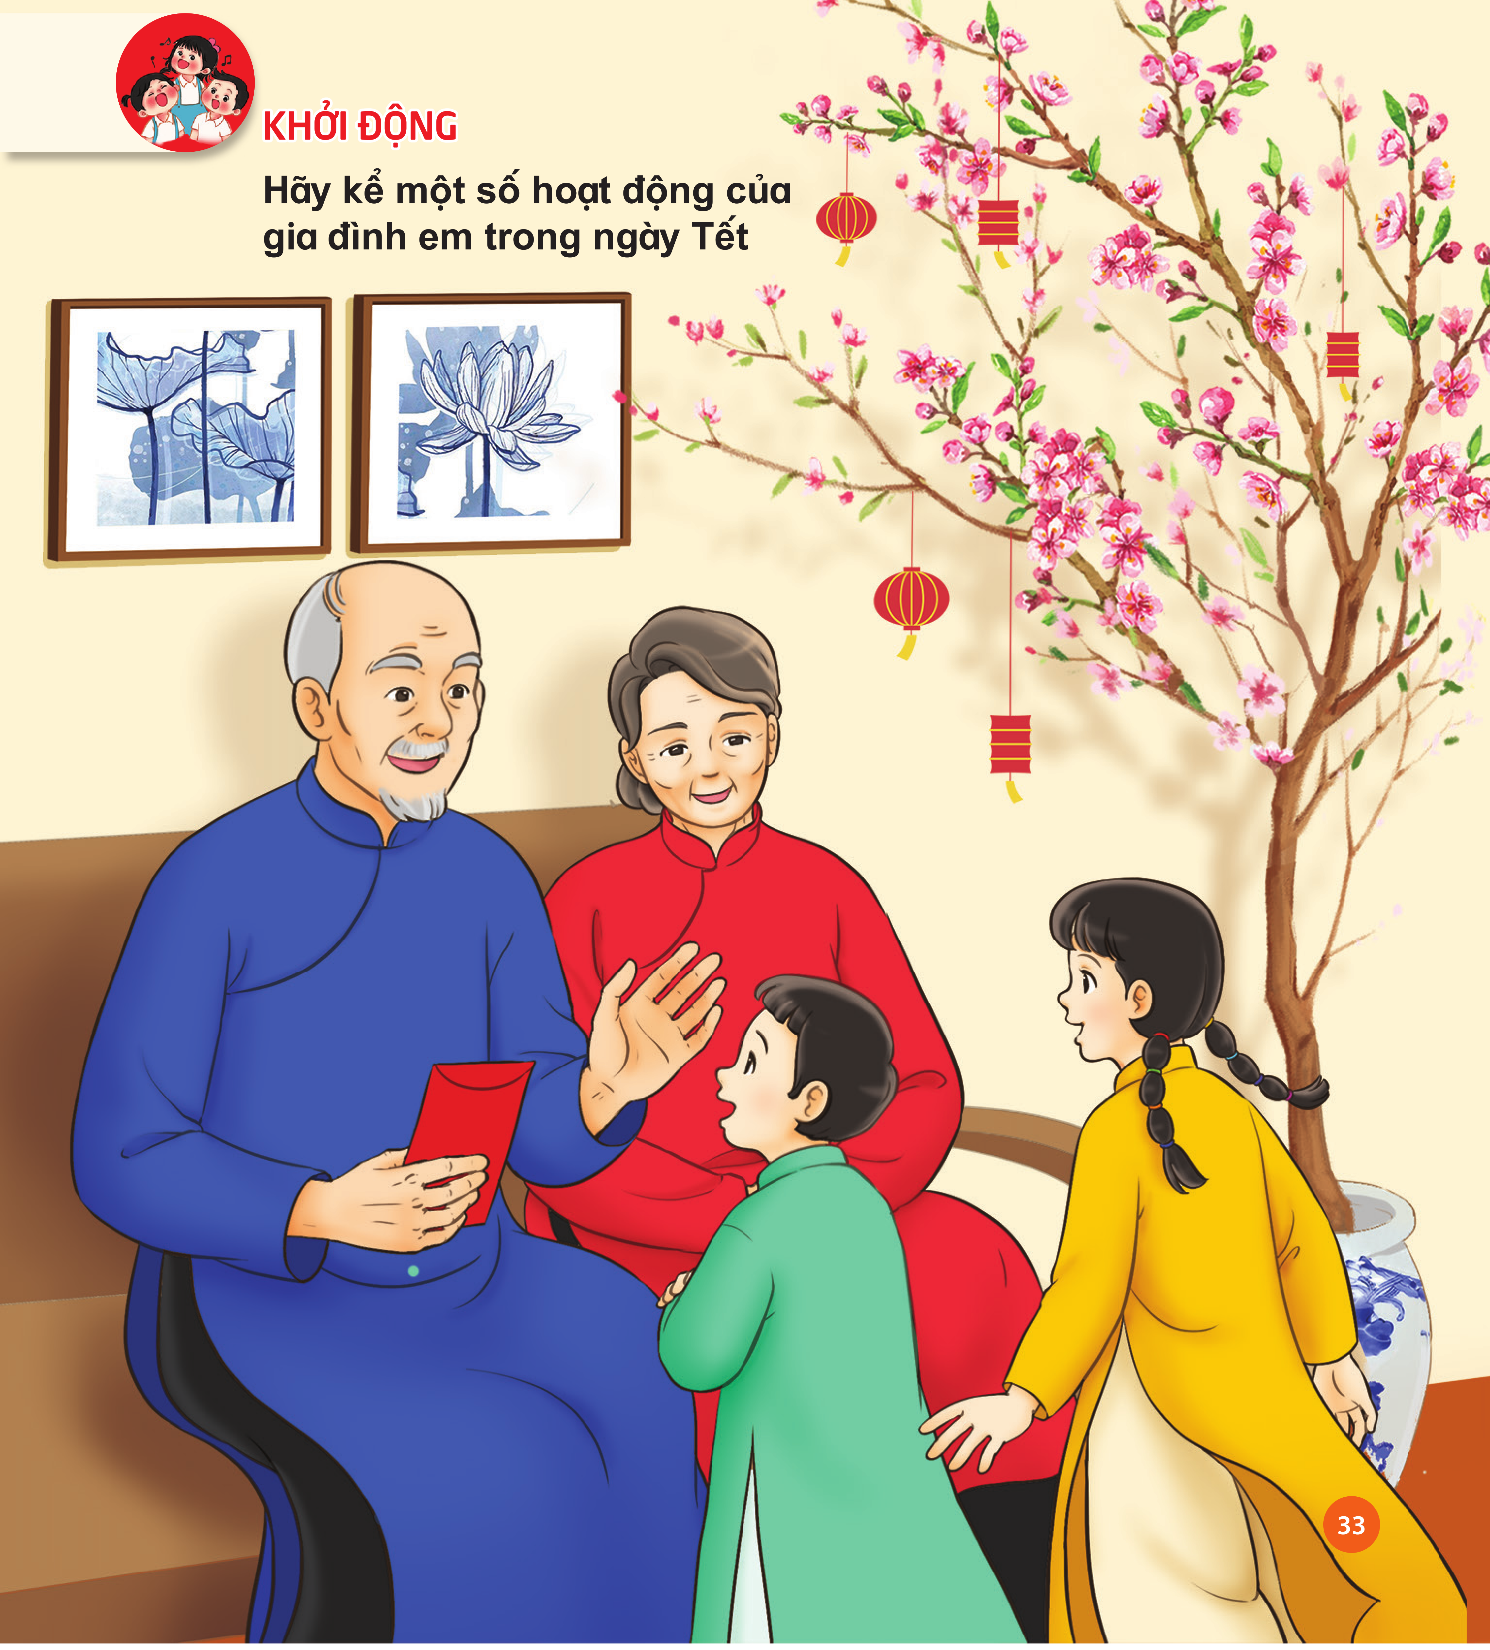 KHỞI ĐỘNG
Hãy kể một số hoạt động của
gia đình em trong ngày Tết
33